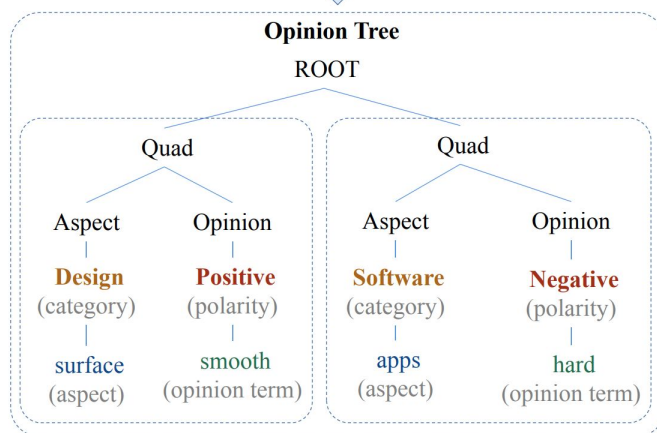 Opinion Tree
ROOT
Quad Quad
Aspect Opinion Aspect Opinion
Design Positive Software Negative
(category) (polarity) (category) (polarity)
surface smooth apps hard
(aspect) (opinion term) (aspect) (opinion term)